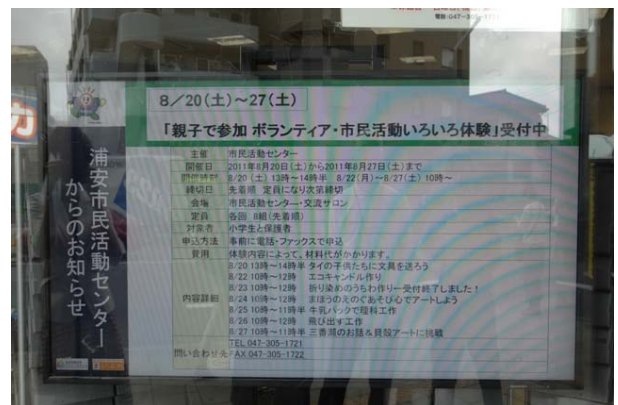 電話:047-305-1721
8/20(土)~27(土)
「親子で参加 ボランティア・市民活動いろいろ体験」受付中
浦安市民活動センター
からのお知らせ
主催 市民活動センター
開催日 2011年8月20日(土)から2011年8月27日(土)まで
開催時刻 8/20(土)13時~14時半 8/22(月)~8/27(土)10時~
締切日 先着順 定員になり次第締切
会場 市民活動センター・交流サロン
定員 各回 8組(先着順)
対象者 小学生と保護者
申込方法 事前に電話・ファックスで申込
費用 体験内容によって、材料代がかかります。
内容詳細
8/20 13時~14時半 タイの子供たちに文具を送ろう
8/22 10時~12時 エコキャンドル作り
8/23 10時~12時 折り染めのうちわ作りー受付終了しました!
8/24 10時~12時 まほうのえのぐあそび心でアートしよう
8/25 10時~11時半 牛乳パックで理科工作
8/26 10時~12時 飛び出す工作
8/27 10時~11時半 三番瀬のお話&貝殻アートに挑戦
問い合わせ先
TEL 047-305-1721
FAX 047-305-1722